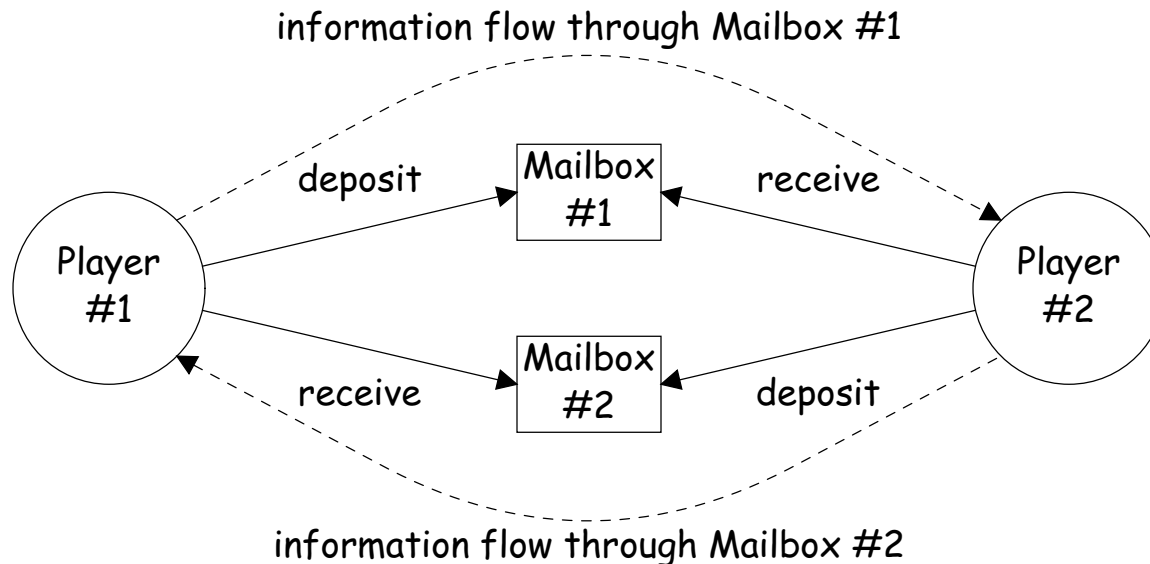 information flow through Mailbox #1
deposit
Mailbox
#1
receive
Player
#1
Player
#2
receive
Mailbox
#2
deposit
information flow through Mailbox #2